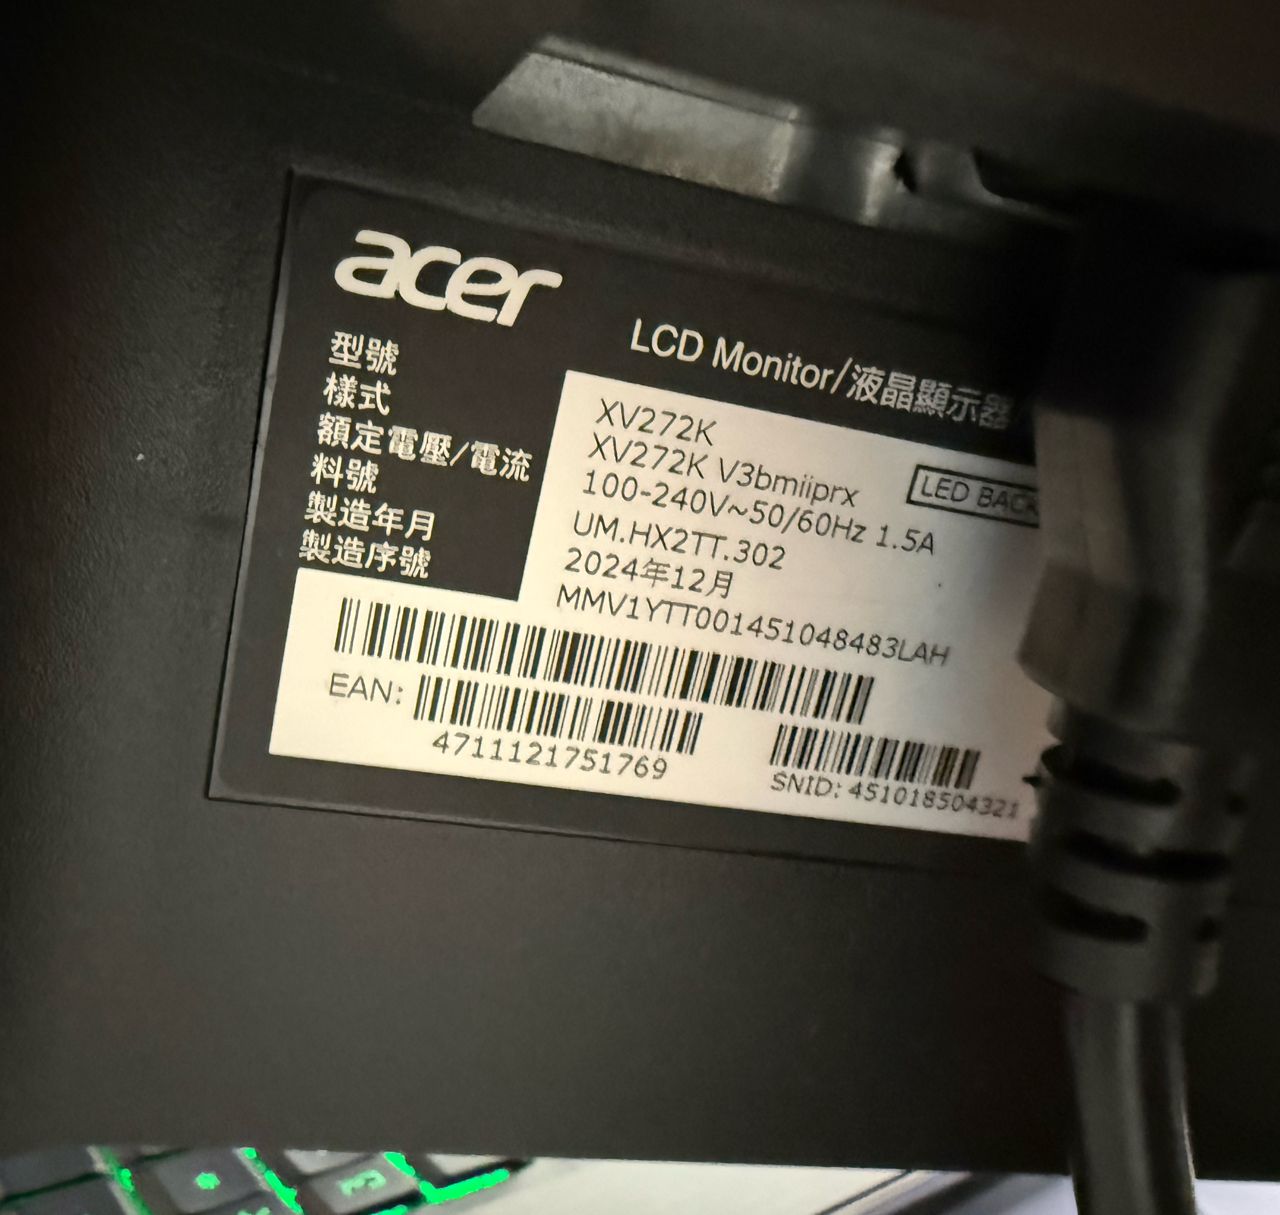 acer
LCD Monitor/液晶顯示器
型號 XV272K
樣式 XV272K V3bmiiprx
LED BACK
額定電壓/電流 100-240V~50/60Hz 1.5A
料號 UM.HX2TT.302
製造年月 2024年12月
製造序號 MMV1YTT001451048483LAH
EAN:
4711121751769
SNID: 451018504321